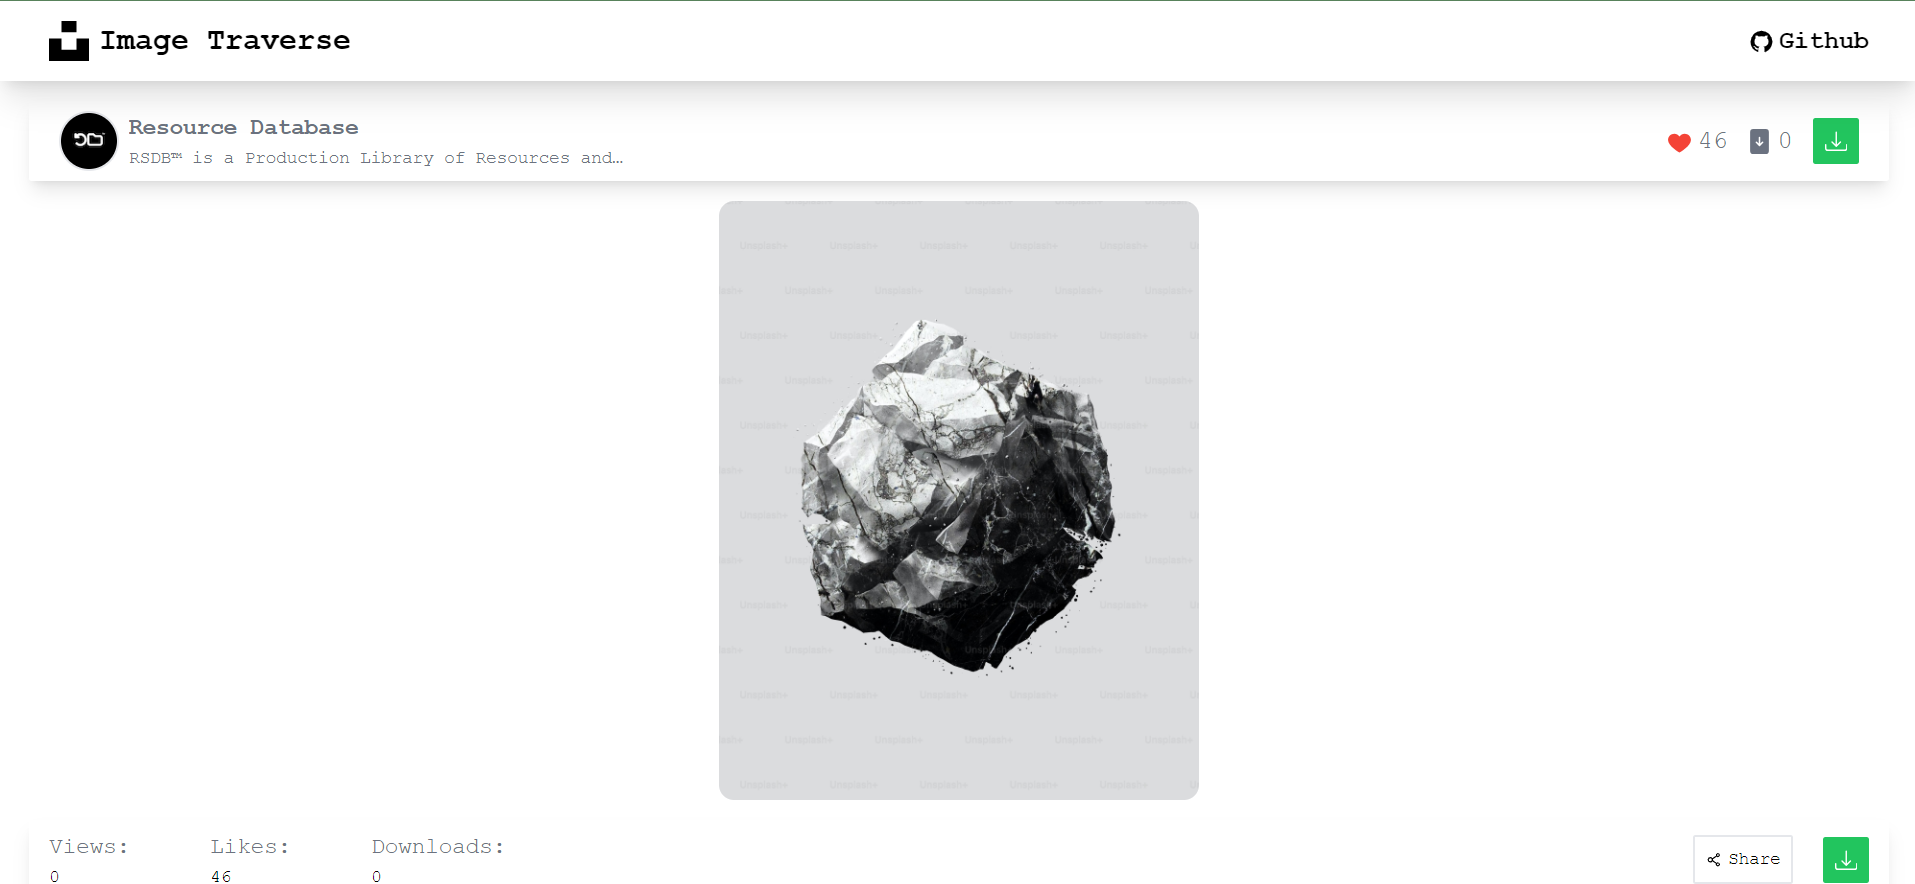 Image Traverse
Github
Resource Database
RSDB™ is a Production Library of Resources and…
46
0
Unsplash+
Views:
Likes:
Downloads:
0
46
0
Share